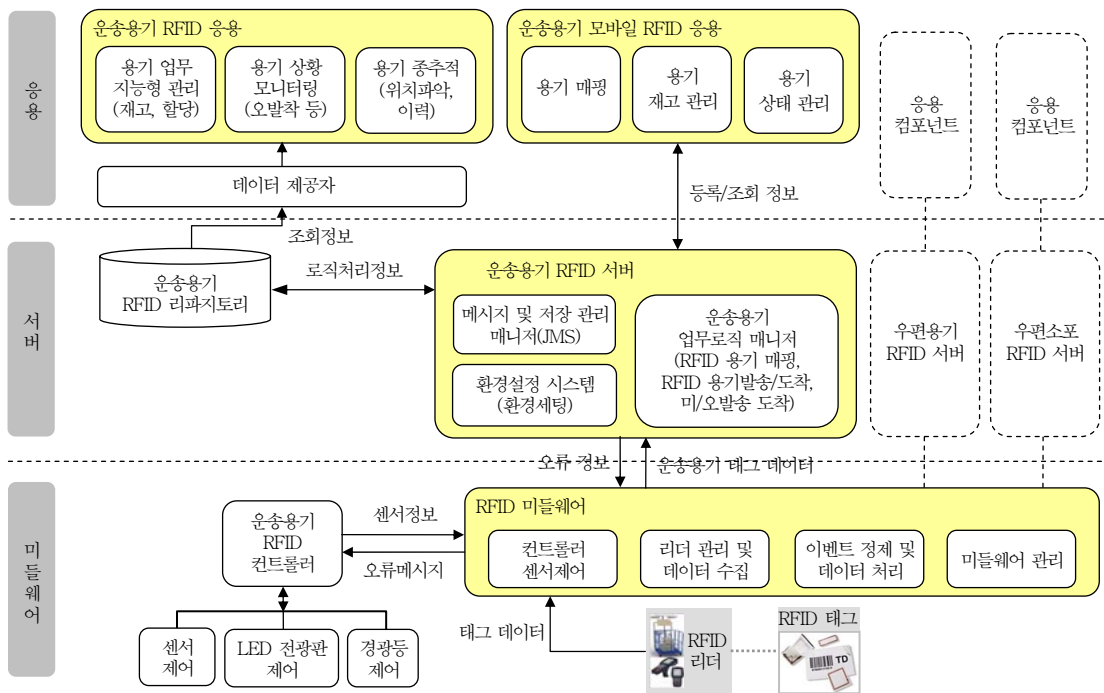 응용
운송용기 RFID 응용
용기 업무
지능형 관리
(재고, 할당)
용기 상황
모니터링
(오발착 등)
용기 종추적
(위치파악,
이력)
데이터 제공자
운송용기 모바일 RFID 응용
용기 매핑
용기
재고 관리
용기
상태 관리
응용
컴포넌트
응용
컴포넌트
등록/조회 정보
서버
조회정보
운송용기
RFID 리파지토리
로직처리정보
운송용기 RFID 서버
메시지 및 저장 관리
매니저(JMS)
환경설정 시스템
(환경세팅)
운송용기
업무로직 매니저
(RFID 용기 매핑,
RFID 용기발송/도착,
미/오발송 도착)
우편용기
RFID 서버
우편소포
RFID 서버
오류 정보
운송용기 태그 데이터
미들웨어
운송용기
RFID
컨트롤러
센서정보
오류메시지
RFID 미들웨어
컨트롤러
센서제어
리더 관리 및
데이터 수집
이벤트 정제 및
데이터 처리
미들웨어 관리
센서
제어
LED 전광판
제어
경광등
제어
태그 데이터
RFID
리더
RFID 태그
TD